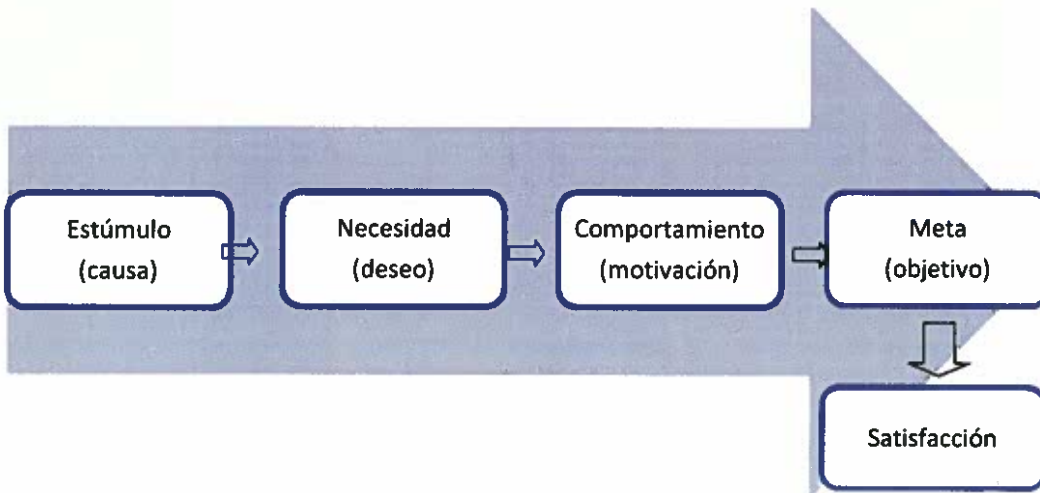 Estúmulo
(causa)
Necesidad
(deseo)
Comportamiento
(motivación)
Meta
(objetivo)
Satisfacción